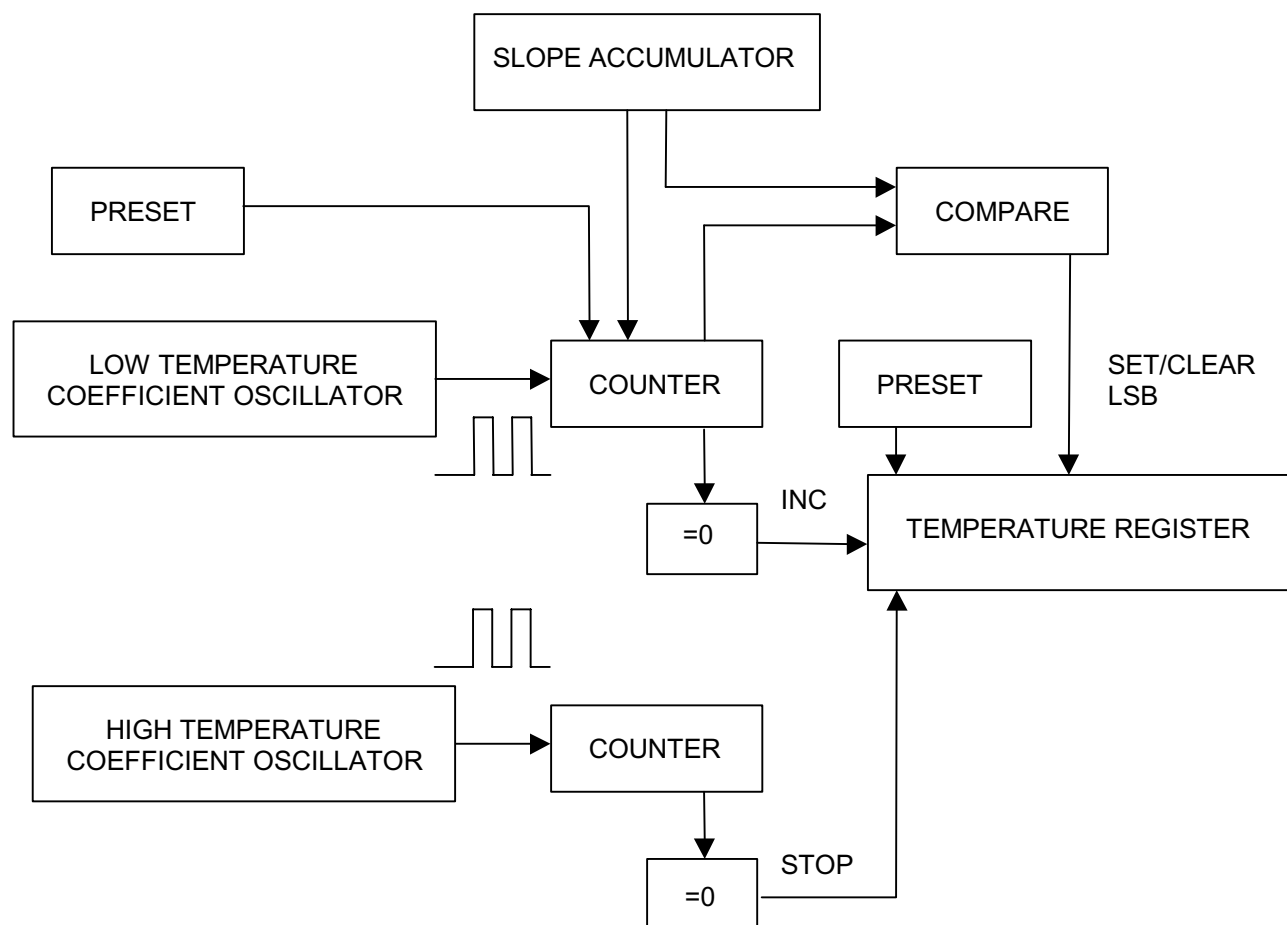 SLOPE ACCUMULATOR
PRESET
COMPARE
LOW TEMPERATURE
COEFFICIENT OSCILLATOR
COUNTER
PRESET
SET/CLEAR
LSB
=0
INC
TEMPERATURE REGISTER
HIGH TEMPERATURE
COEFFICIENT OSCILLATOR
COUNTER
=0
STOP